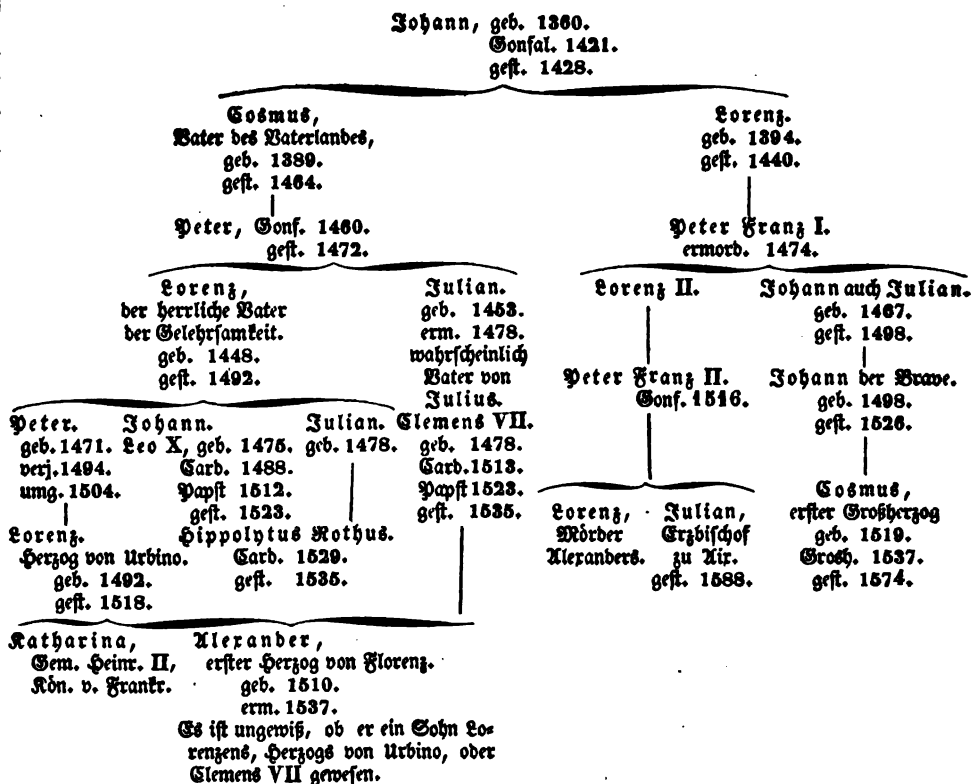 Johann, geb. 1360.
Gonfal. 1421.
gest. 1428.
Cosmus,
Vater des Vaterlandes,
geb. 1389.
gest. 1464.
Lorenz.
geb. 1394.
gest. 1440.
Peter, Gonf. 1460.
gest. 1472.
Peter Franz I.
ermord. 1474.
Lorenz,
der herrliche Vater
der Gelehrsamkeit.
geb. 1448.
gest. 1492.
Julian.
geb. 1453.
erm. 1478.
wahrscheinlich
Vater von
Julius.
Clemens VII.
geb. 1478.
Card. 1513.
Papst 1523.
gest. 1535.
Lorenz II.
Johann auch Julian.
geb. 1467.
gest. 1498.
Peter Franz II.
Gonf. 1516.
Johann der Brave.
geb. 1498.
gest. 1526.
Peter.
geb. 1471.
verj. 1494.
umg. 1504.
Johann.
Leo X, geb. 1475.
Card. 1488.
Papst 1512.
gest. 1523.
Julian.
geb. 1478.
Lorenz.
Herzog von Urbino.
geb. 1492.
gest. 1518.
Hippolytus Rothus.
Card. 1529.
gest. 1535.
Lorenz,
Mörder
Alexanders.
Julian,
Erzbischof
zu Air.
gest. 1588.
Cosmus,
erster Großherzog
geb. 1519.
Grosh. 1537.
gest. 1574.
Katharina,
Gem. Heinr. II,
Kön. v. Frankr.
Alexander,
erster Herzog von Florenz.
geb. 1510.
erm. 1537.
Es ist ungewiß, ob er ein Sohn Lo-
renzens, Herzogs von Urbino, oder
Clemens VII gewesen.